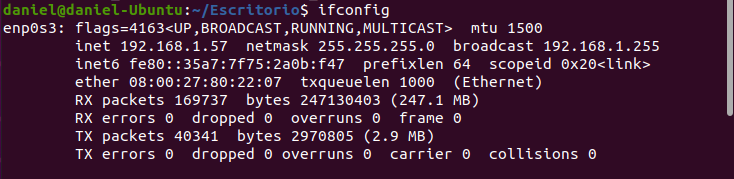 daniel@daniel-Ubuntu:~/Escritorio$ ifconfig
enp0s3: flags=4163<UP,BROADCAST,RUNNING,MULTICAST>  mtu 1500
        inet 192.168.1.57  netmask 255.255.255.0  broadcast 192.168.1.255
        inet6 fe80::35a7:7f75:2a0b:f47  prefixlen 64  scopeid 0x20<link>
        ether 08:00:27:80:22:07  txqueuelen 1000  (Ethernet)
        RX packets 169737  bytes 247130403 (247.1 MB)
        RX errors 0  dropped 0  overruns 0  frame 0
        TX packets 40341  bytes 2970805 (2.9 MB)
        TX errors 0  dropped 0 overruns 0  carrier 0  collisions 0